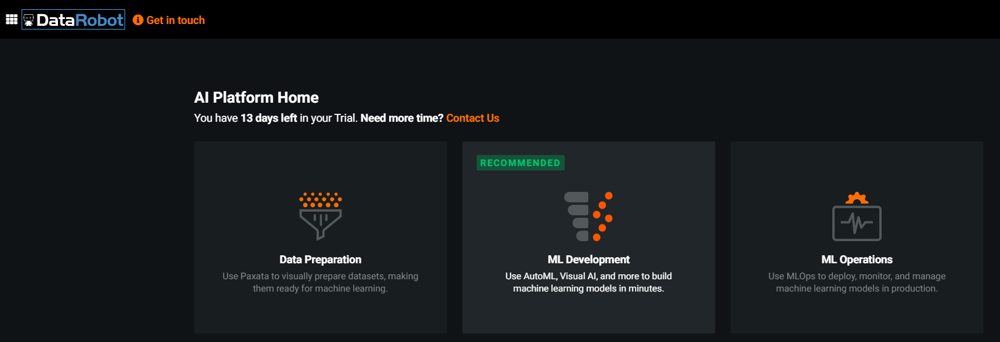 DataRobot Get in touch
AI Platform Home
You have 13 days left in your Trial. Need more time? Contact Us
RECOMMENDED
Data Preparation
Use Paxata to visually prepare datasets, making
them ready for machine learning.
ML Development
Use AutoML, Visual AI, and more to build
machine learning models in minutes.
ML Operations
Use MLOps to deploy, monitor, and manage
machine learning models in production.